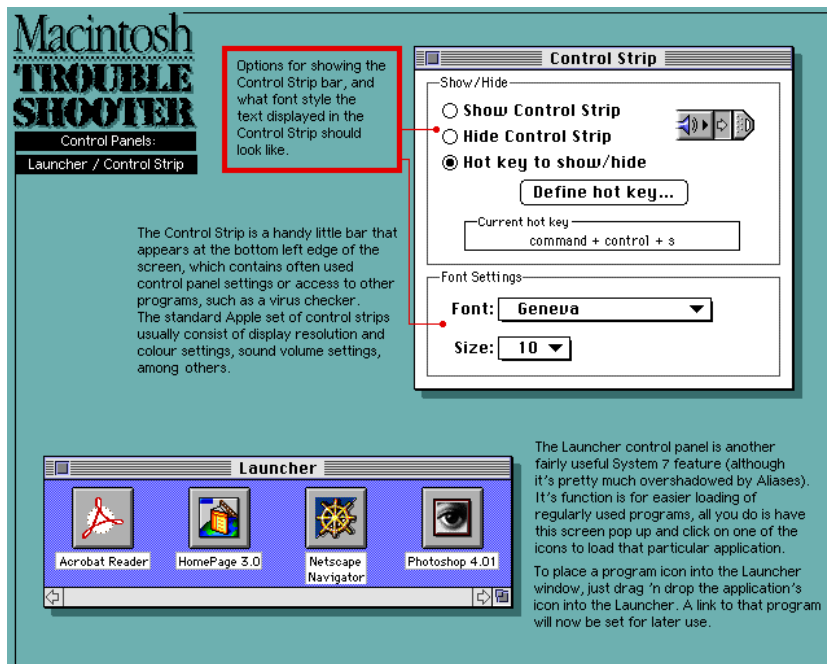 Macintosh
TROUBLE
SHOOTER
Control Panels:
Launcher / Control Strip
Options for showing the
Control Strip bar, and
what font style the
text displayed in the
Control Strip should
look like.
Control Strip
Show/Hide
Show Control Strip
Hide Control Strip
Hot key to show/hide
Define hot key...
Current hot key
command + control + s
Font Settings
Font: Geneva
Size: 10
The Control Strip is a handy little bar that
appears at the bottom left edge of the
screen, which contains often used
control panel settings or access to other
programs, such as a virus checker.
The standard Apple set of control strips
usually consist of display resolution and
colour settings, sound volume settings,
among others.
Launcher
Acrobat Reader
HomePage 3.0
Netscape
Navigator
Photoshop 4.01
The Launcher control panel is another
fairly useful System 7 feature (although
it's pretty much overshadowed by Aliases).
It's function is for easier loading of
regularly used programs, all you do is have
this screen pop up and click on one of the
icons to load that particular application.
To place a program icon into the Launcher
window, just drag 'n drop the application's
icon into the Launcher. A link to that program
will now be set for later use.